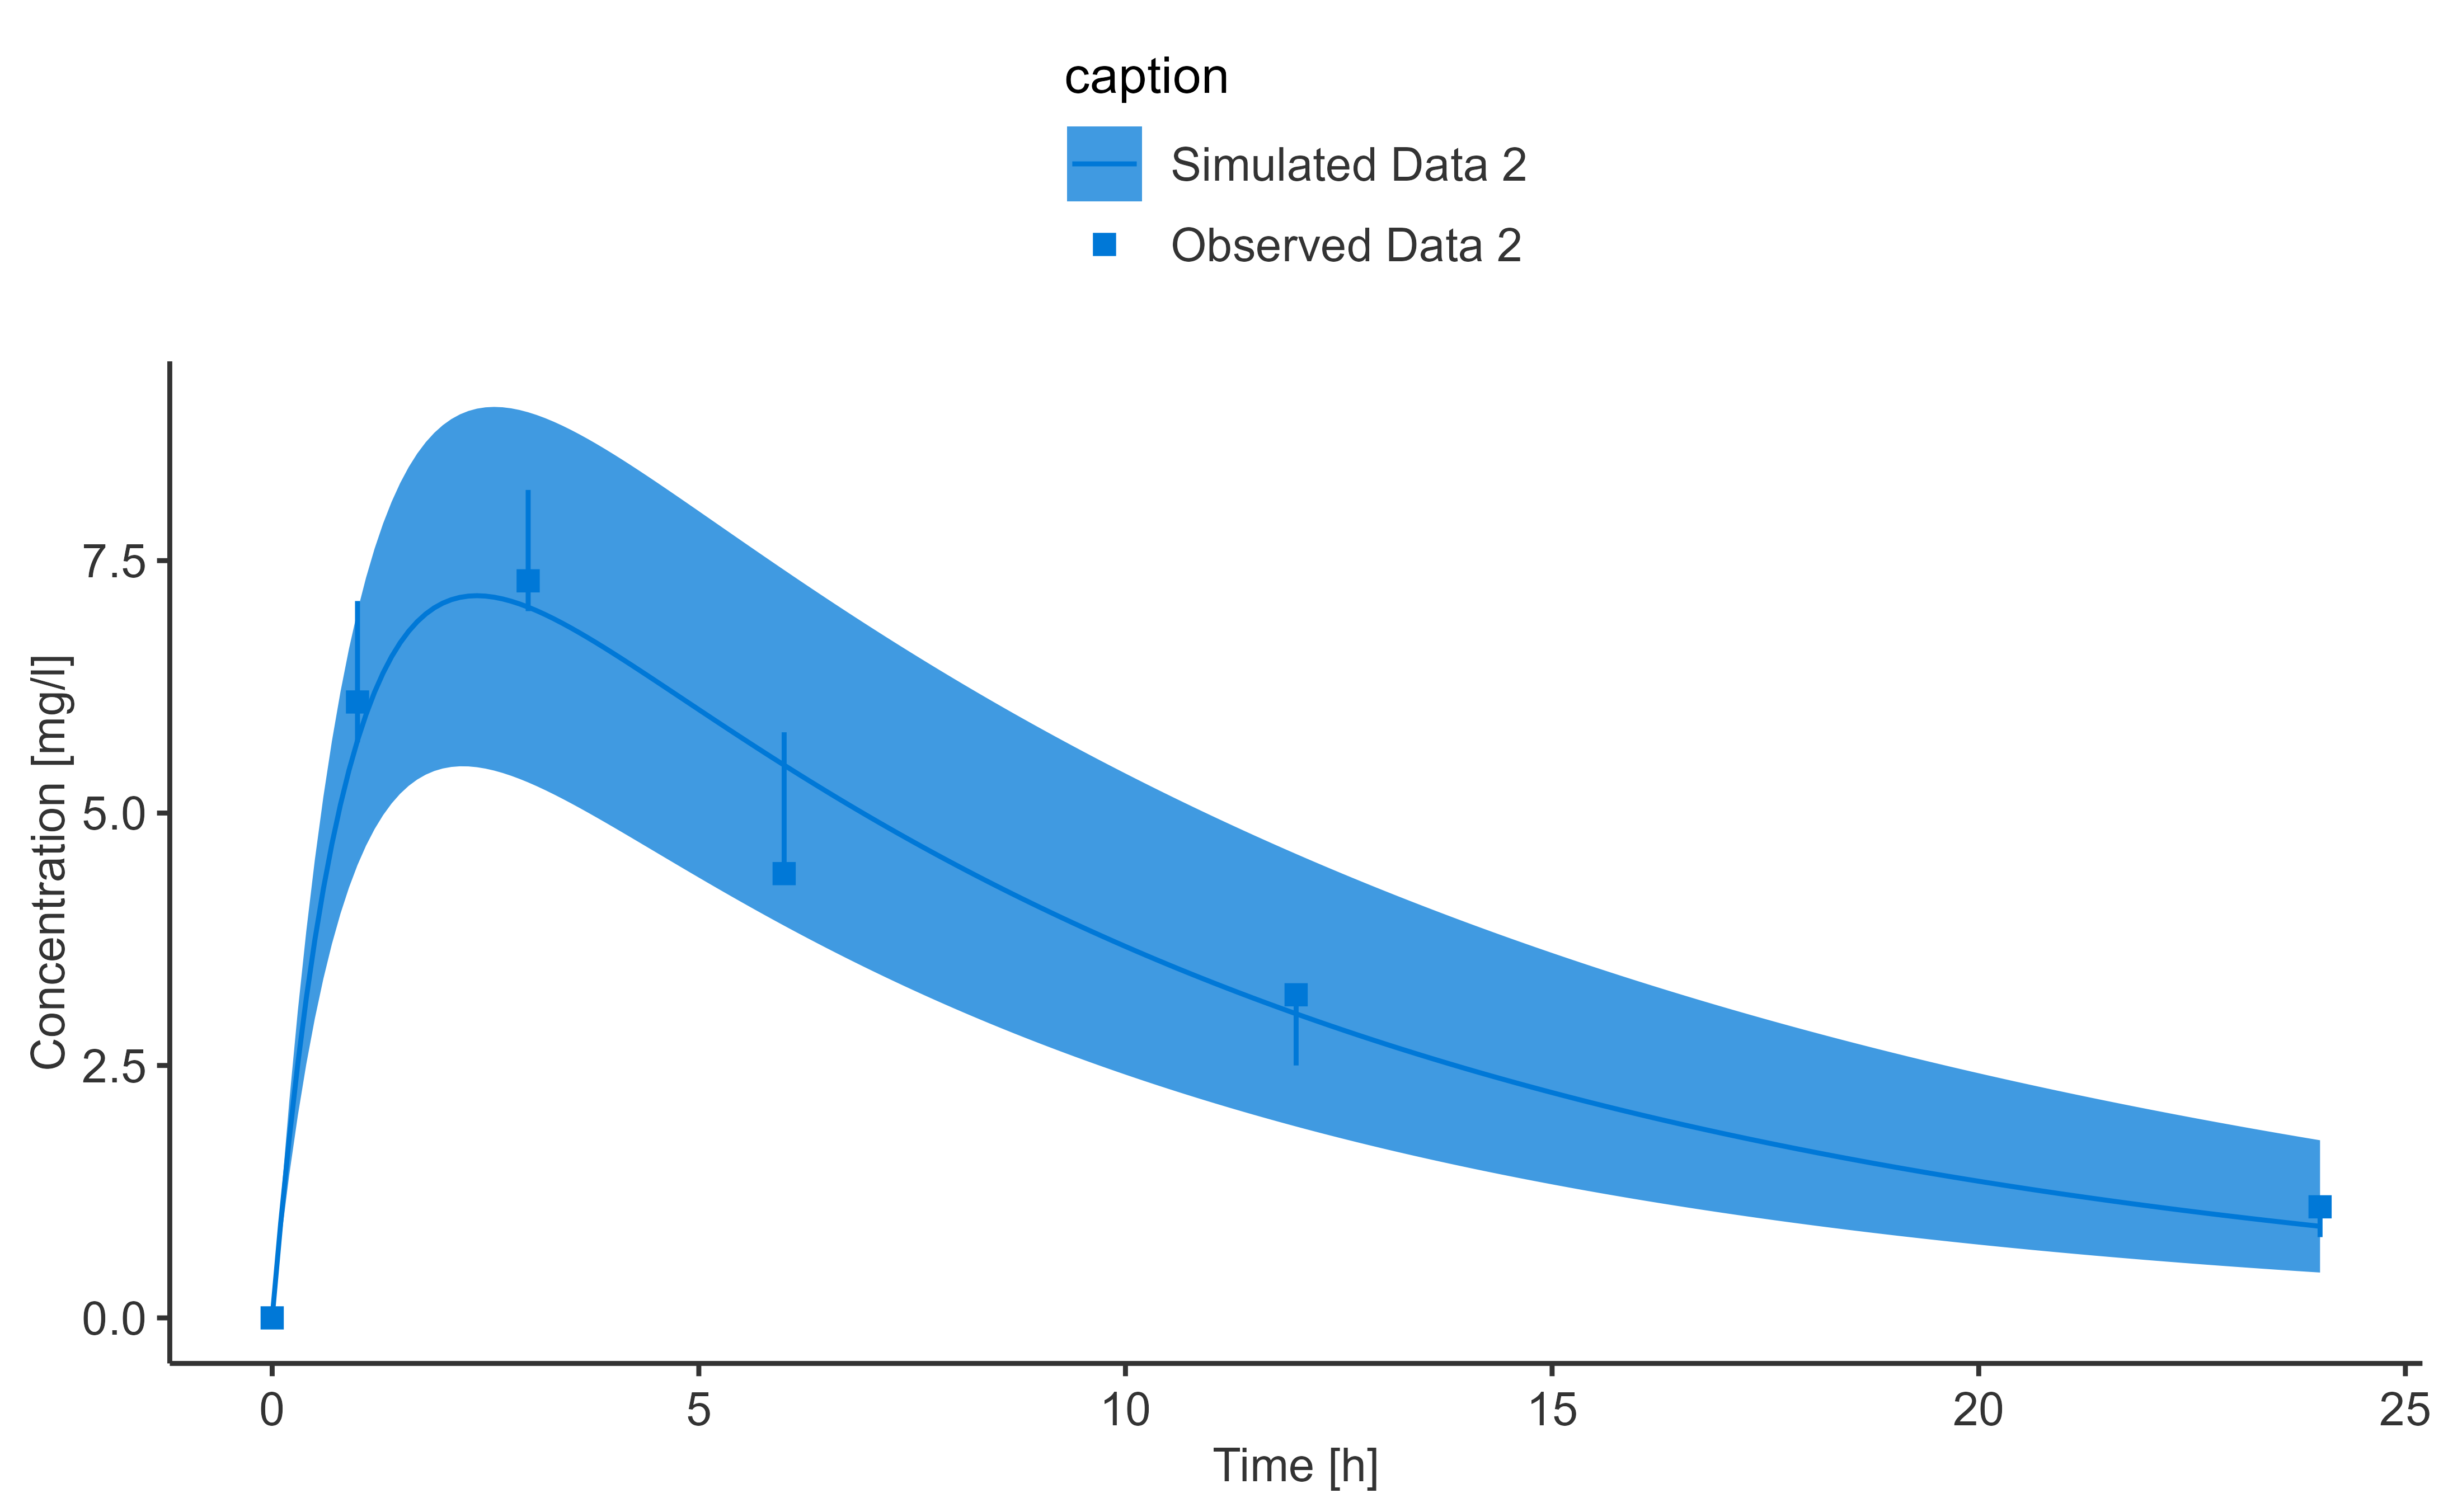 caption
Simulated Data 2
Observed Data 2
Concentration [mg/l]
7.5
5.0
2.5
0.0
0 5 10 15 20 25
Time [h]